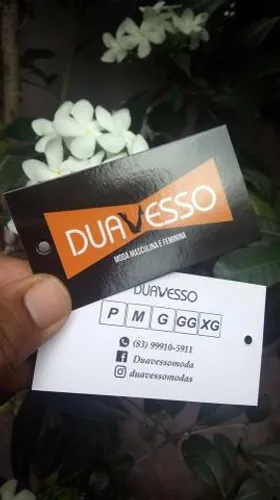 DUAVESSO
MODA MASCULINA E FEMININA
DUAVESSO
P M G GG XG
(83) 99910-5911
Duavessomoda
duavessomodas